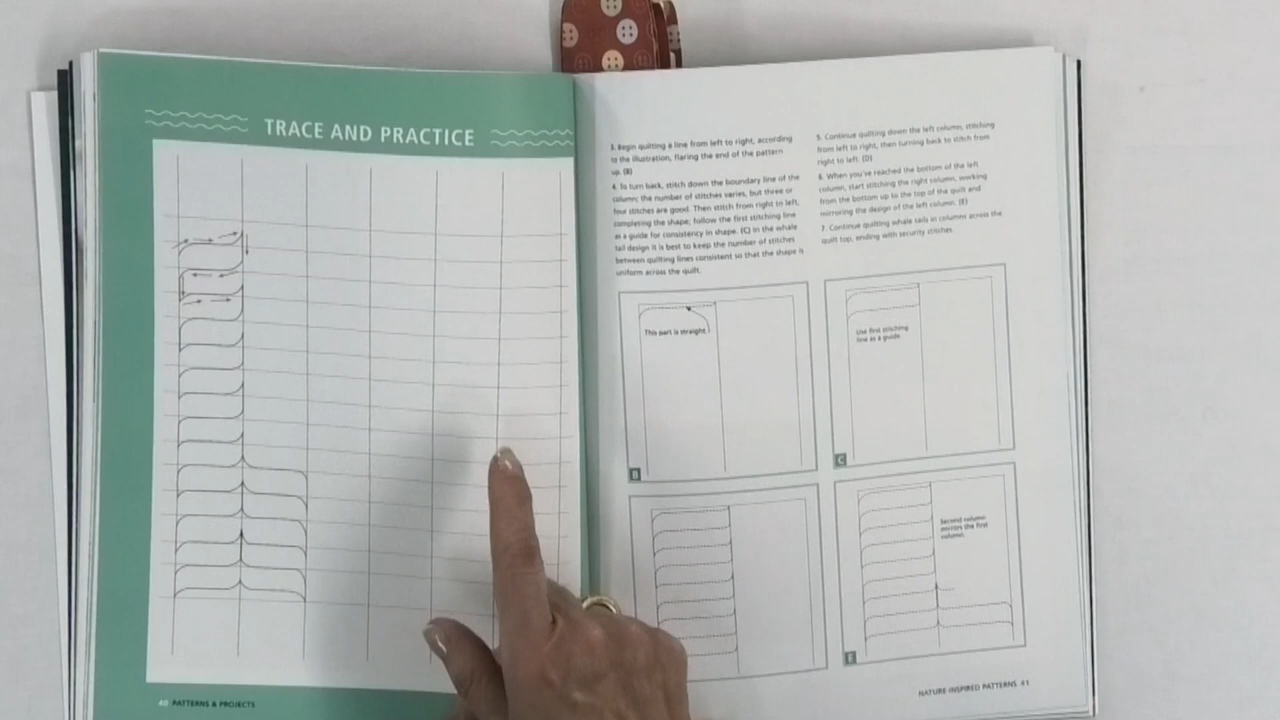 TRACE AND PRACTICE
40 PATTERNS & PROJECTS
3. Begin quilting a line from left to right, according
to the illustration, flaring the end of the pattern
up. (B)
4. To turn back, stitch down the boundary line of the
column; the number of stitches varies, but three or
four stitches are good. Then stitch from right to left,
completing the shape; follow the first stitching line
as a guide for consistency in shape. (C) In the whale
tail design it is best to keep the number of stitches
between quilting lines consistent so that the shape is
uniform across the quilt.
5. Continue quilting down the left column, stitching
from left to right, then turning back to stitch from
right to left. (D)
6. When you've reached the bottom of the left
column, start stitching the right column, working
from the bottom up to the top of the quilt and
mirroring the design of the left column. (E)
7. Continue quilting whale tails in columns across the
quilt top, ending with security stitches.
This part is straight.
B
Use first stitching
line as a guide.
C
Second column
mirrors the first
column.
E
NATURE-INSPIRED PATTERNS 41